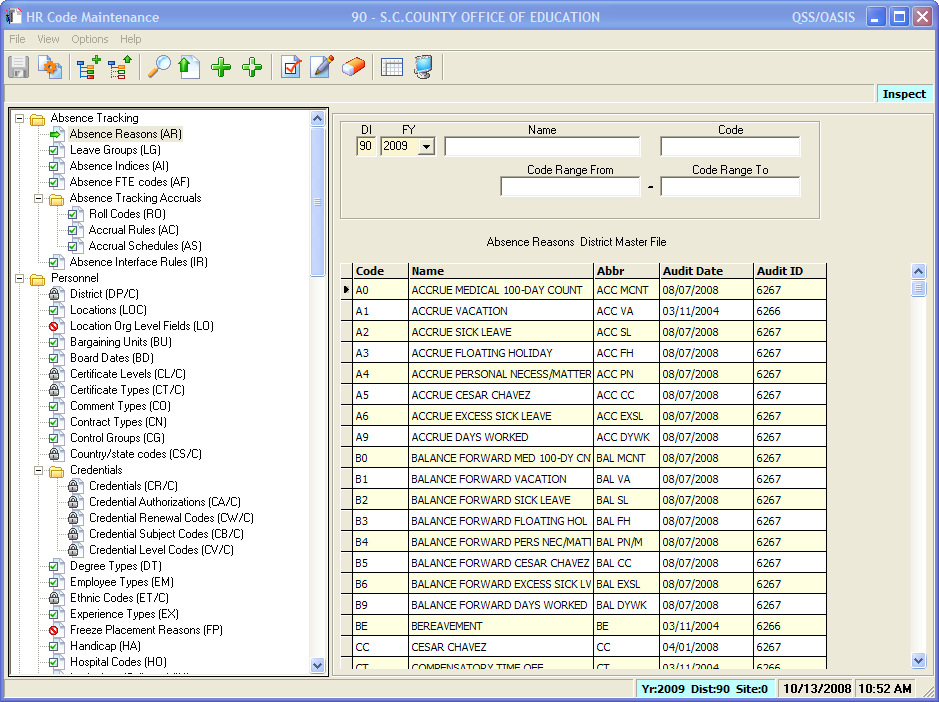 HR Code Maintenance 90 - S.C.COUNTY OFFICE OF EDUCATION QSS/OASIS
File View Options Help
Inspect
Absence Tracking
Absence Reasons (AR)
Leave Groups (LG)
Absence Indices (AI)
Absence FTE codes (AF)
Absence Tracking Accruals
Roll Codes (RO)
Accrual Rules (AC)
Accrual Schedules (AS)
Absence Interface Rules (IR)
Personnel
District (DP/C)
Locations (LOC)
Location Org Level Fields (LO)
Bargaining Units (BU)
Board Dates (BD)
Certificate Levels (CL/C)
Certificate Types (CT/C)
Comment Types (CO)
Contract Types (CN)
Control Groups (CG)
Country/state codes (CS/C)
Credentials
Credentials (CR/C)
Credential Authorizations (CA/C)
Credential Renewal Codes (CW/C)
Credential Subject Codes (CB/C)
Credential Level Codes (CV/C)
Degree Types (DT)
Employee Types (EM)
Ethnic Codes (ET/C)
Experience Types (EX)
Freeze Placement Reasons (FP)
Handicap (HA)
Hospital Codes (HO)
DI FY Name Code
90 2009
Code Range From Code Range To
-
Absence Reasons District Master File
Code Name Abbr Audit Date Audit ID
A0 ACCRUE MEDICAL 100-DAY COUNT ACC MCNT 08/07/2008 6267
A1 ACCRUE VACATION ACC VA 03/11/2004 6266
A2 ACCRUE SICK LEAVE ACC SL 08/07/2008 6267
A3 ACCRUE FLOATING HOLIDAY ACC FH 08/07/2008 6267
A4 ACCRUE PERSONAL NECESS/MATTER ACC PN 08/07/2008 6267
A5 ACCRUE CESAR CHAVEZ ACC CC 08/07/2008 6267
A6 ACCRUE EXCESS SICK LEAVE ACC EXSL 08/07/2008 6267
A9 ACCRUE DAYS WORKED ACC DYWK 08/07/2008 6267
B0 BALANCE FORWARD MED 100-DY CN BAL MCNT 08/07/2008 6267
B1 BALANCE FORWARD VACATION BAL VA 08/07/2008 6267
B2 BALANCE FORWARD SICK LEAVE BAL SL 08/07/2008 6267
B3 BALANCE FORWARD FLOATING HOL BAL FH 08/07/2008 6267
B4 BALANCE FORWARD PERS NEC/MATT BAL PN/M 08/07/2008 6267
B5 BALANCE FORWARD CESAR CHAVEZ BAL CC 08/07/2008 6267
B6 BALANCE FORWARD EXCESS SICK LV BAL EXSL 08/07/2008 6267
B9 BALANCE FORWARD DAYS WORKED BAL DYWK 08/07/2008 6267
BE BEREAVEMENT BE 03/11/2004 6266
CC CESAR CHAVEZ CC 04/01/2008 6267
CT COMPENSATORY TIME OFF CT 03/11/2004 6266
Yr:2009 Dist:90 Site:0 10/13/2008 10:52 AM